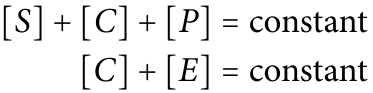 [S] + [C] + [P] = constant
[C] + [E] = constant